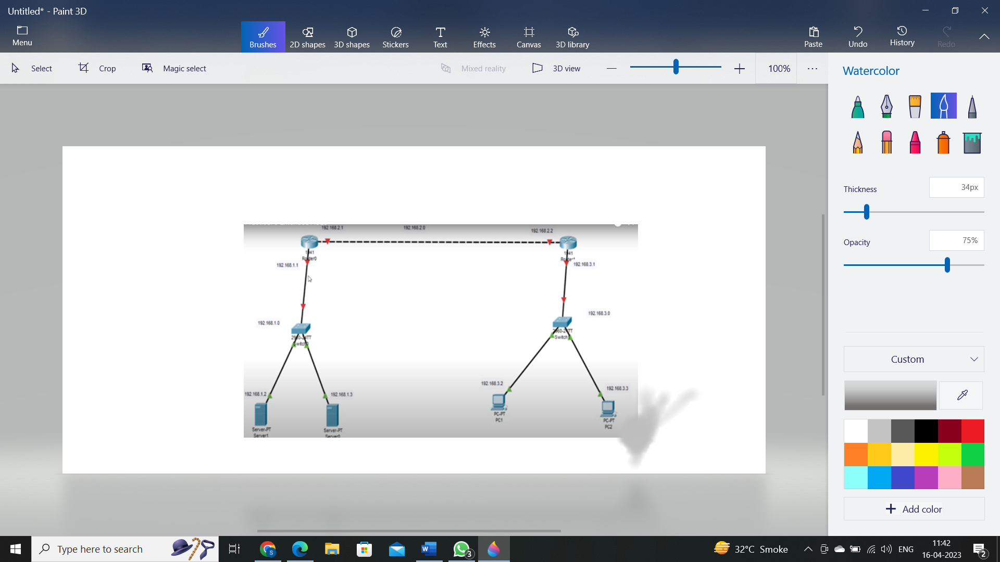 Untitled* - Paint 3D
Menu
Brushes
2D shapes
3D shapes
Stickers
Text
Effects
Canvas
3D library
Paste
Undo
History
Redo
Select
Crop
Magic select
Mixed reality
3D view
100%
Watercolor
Thickness
34px
Opacity
75%
Custom
Add color
192.168.2.1
192.168.2.0
192.168.2.2
1941
Router0
1941
192.168.1.1
192.168.3.1
192.168.1.0
192.168.3.0
2960-24TT
Switch0
2960-24TT
Switch
192.168.1.2
192.168.1.3
192.168.3.2
192.168.3.3
Server-PT
Server1
Server-PT
Server0
PC-PT
PC1
PC-PT
PC2
Type here to search
3
32°C Smoke
ENG
11:42
16-04-2023
2